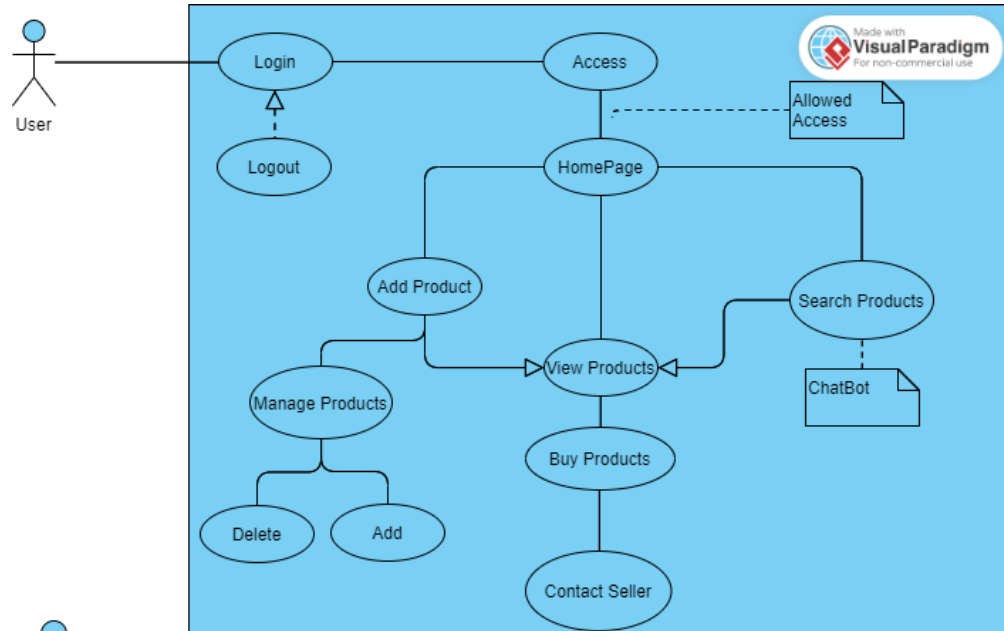 Made with
Visual Paradigm
For non-commercial use
Login
Access
Allowed
Access
User
Logout
HomePage
Add Product
Search Products
View Products
ChatBot
Manage Products
Buy Products
Delete
Add
Contact Seller